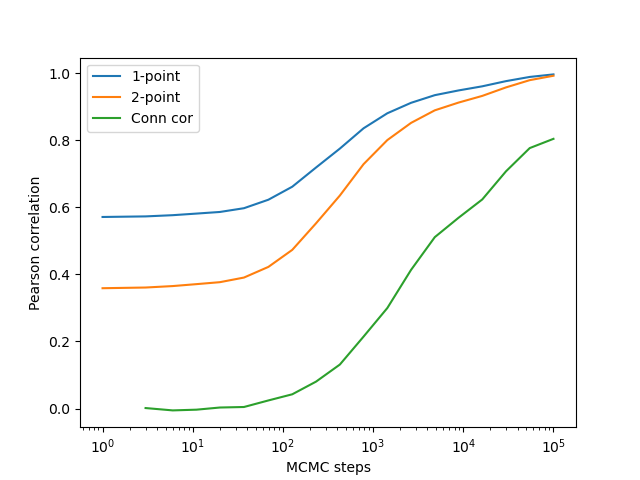 1-point
2-point
Conn cor
Pearson correlation
1.0
0.8
0.6
0.4
0.2
0.0
10⁰ 10¹ 10² 10³ 10⁴ 10⁵
MCMC steps